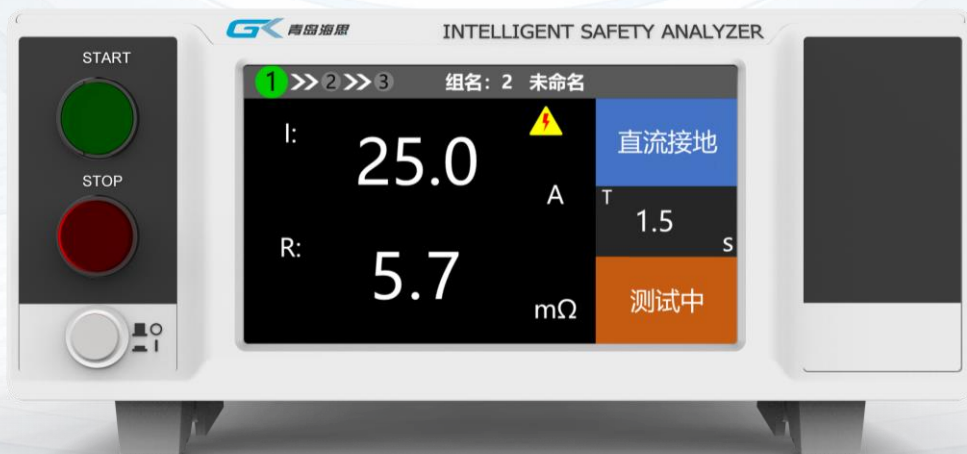 GK 青岛海思
INTELLIGENT SAFETY ANALYZER
START
STOP
1 >> 2 >> 3 组名：2 未命名
I:
25.0
A
R:
5.7
mΩ
直流接地
T
1.5
S
测试中